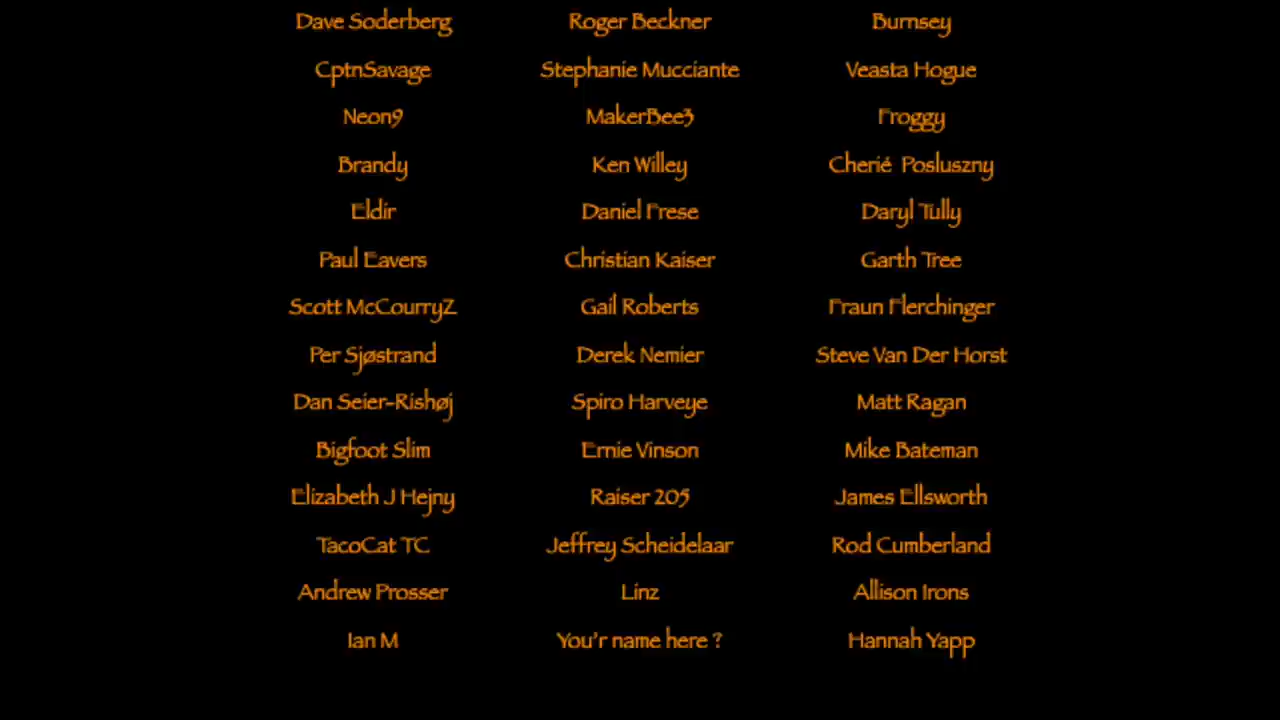 Dave Soderberg Roger Beckner Burnsey
CptnSavage Stephanie Mucciante Veasta Hogue
Neon9 MakerBee3 Froggy
Brandy Ken Willey Cherié Posluszny
Eldir Daniel Frese Daryl Tully
Paul Eavers Christian Kaiser Garth Tree
Scott McCourryZ Gail Roberts Fraun Flerchinger
Per Sjøstrand Derek Nemier Steve Van Der Horst
Dan Seier-Rishøj Spiro Harveye Matt Ragan
Bigfoot Slim Ernie Vinson Mike Bateman
Elizabeth J Hejny Raiser 205 James Ellsworth
TacoCat TC Jeffrey Scheidelaar Rod Cumberland
Andrew Prosser Linz Allison Irons
Ian M You'r name here ? Hannah Yapp